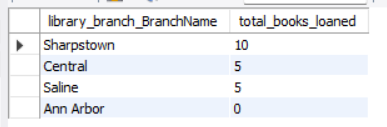 library_branch_BranchName total_books_loaned
Sharpstown 10
Central 5
Saline 5
Ann Arbor 0